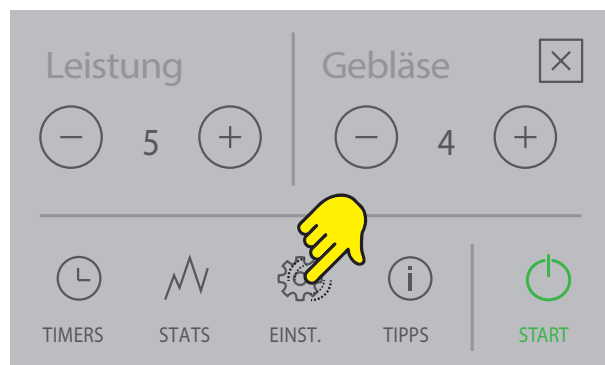 Leistung
Gebläse
5
4
TIMERS
STATS
EINST.
TIPPS
START